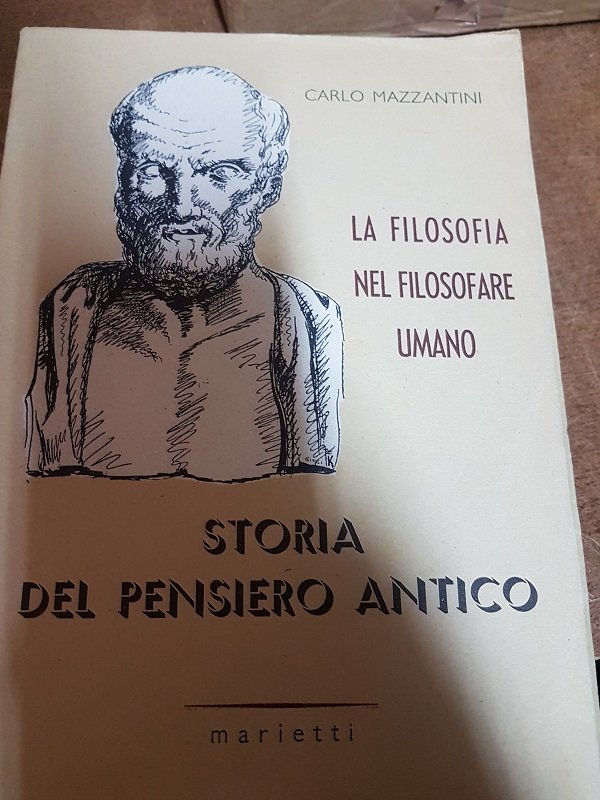 CARLO MAZZANTINI
LA FILOSOFIA
NEL FILOSOFARE
UMANO
STORIA
DEL PENSIERO ANTICO
marietti